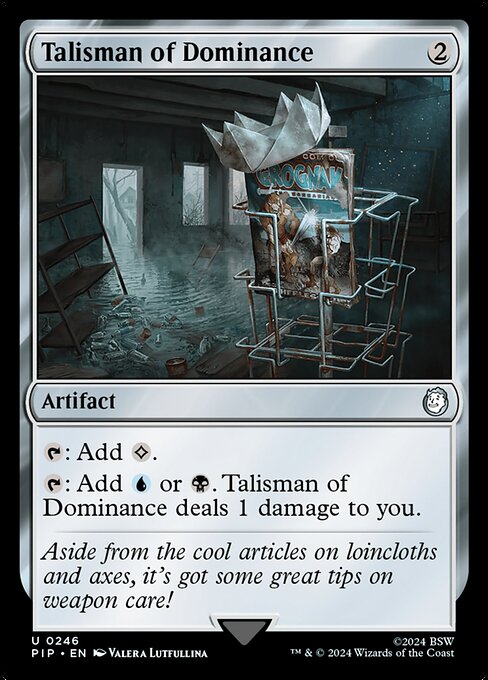 Talisman of Dominance 2
GROGNAK
BARBARIAN
Artifact
: Add .
: Add or . Talisman of
Dominance deals 1 damage to you.
Aside from the cool articles on loincloths
and axes, it's got some great tips on
weapon care!
U 0246
PIP • EN VALERA LUTFULLINA
©2024 BSW
™ & © 2024 Wizards of the Coast